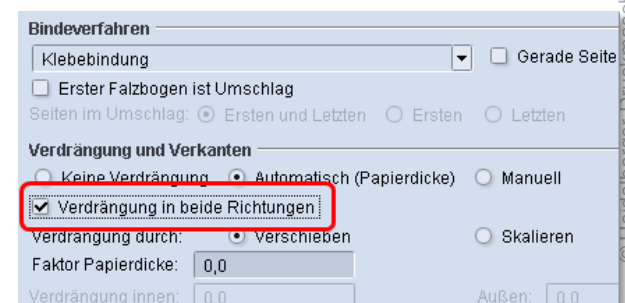 Bindeverfahren
Klebebindung Gerade Seite
Erster Falzbogen ist Umschlag
Seiten im Umschlag: Ersten und Letzten Ersten Letzten
Verdrängung und Verkanten
Keine Verdrängung Automatisch (Papierdicke) Manuell
Verdrängung in beide Richtungen
Verdrängung durch: Verschieben Skalieren
Faktor Papierdicke: 0,0
Verdrängung innen: 0,0 Außen: 0,0
© Heidelberger Druckma